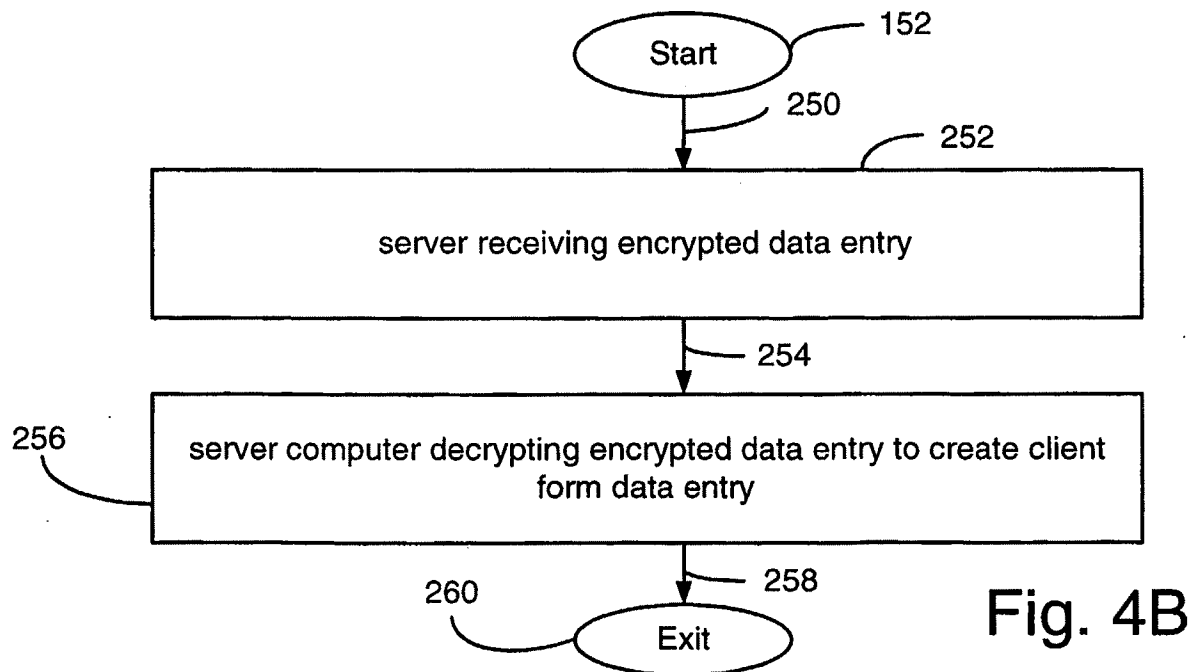 Start
152
250
252
server receiving encrypted data entry
254
256
server computer decrypting encrypted data entry to create client
form data entry
258
260
Exit
Fig. 4B